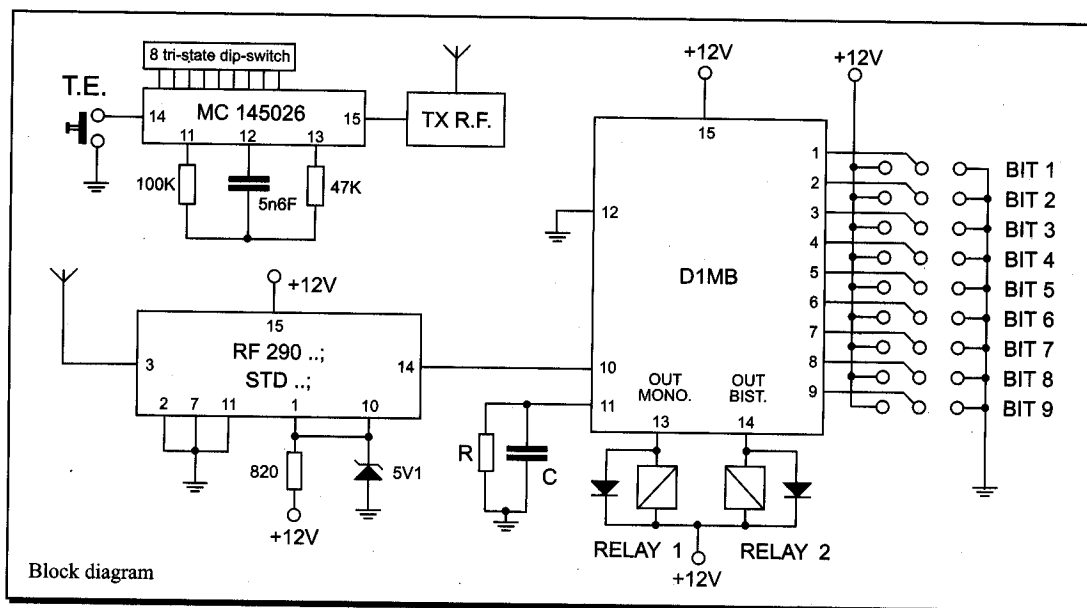 8 tri-state dip-switch
T.E.
14
MC 145026
15
11
12
13
100K
5n6F
47K
TX R.F.
+12V
+12V
15
1
2
3
4
5
6
7
8
9
12
D1MB
10
11
OUT
MONO.
13
OUT
BIST.
14
BIT 1
BIT 2
BIT 3
BIT 4
BIT 5
BIT 6
BIT 7
BIT 8
BIT 9
+12V
15
3
RF 290 ..;
STD ..;
14
2
7
11
1
10
820
5V1
+12V
R
C
RELAY 1
RELAY 2
+12V
Block diagram